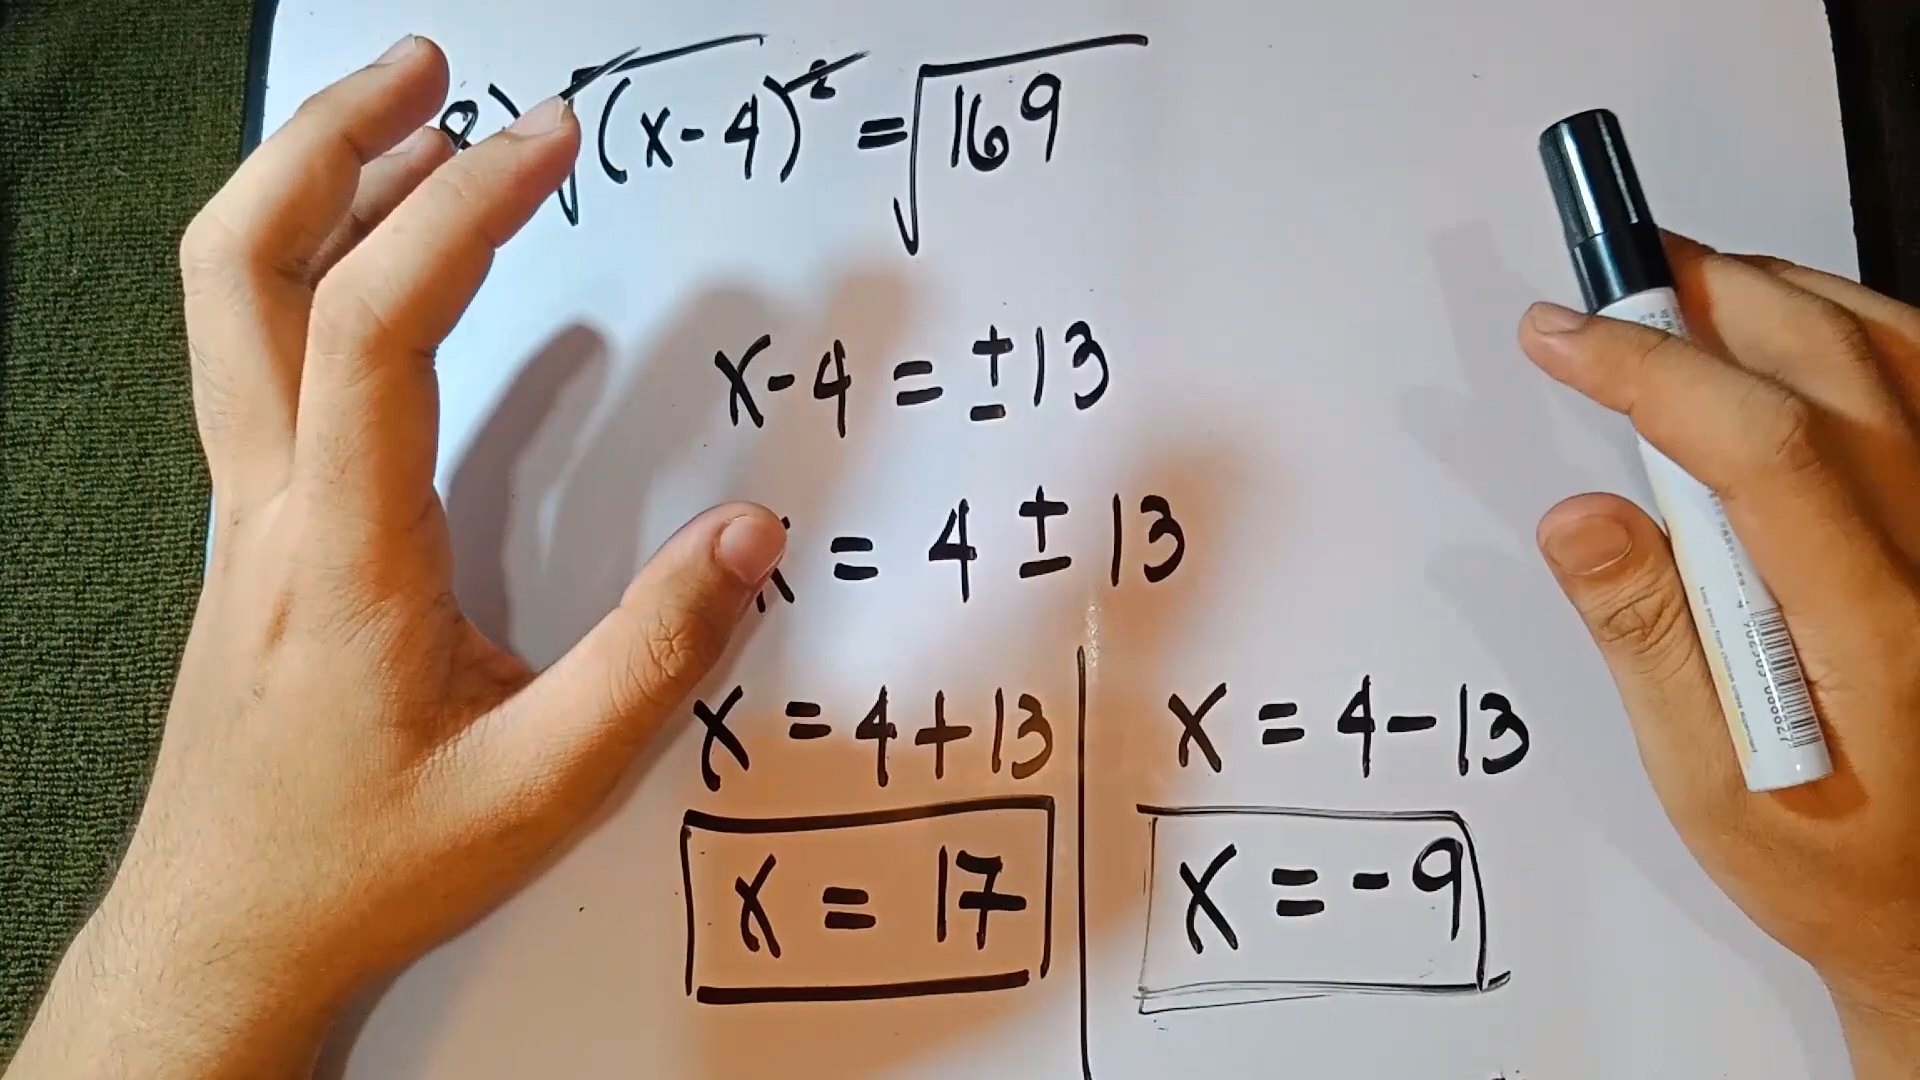 √(x-4)² = √169
x-4 = ±13
x = 4 ± 13
x = 4+13
x = 17
x = 4-13
x = -9